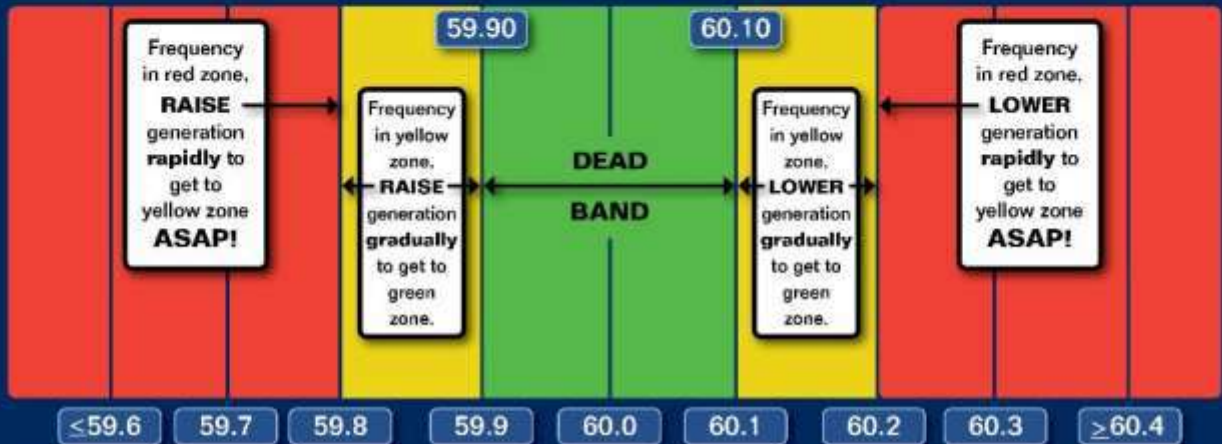 59.90
60.10
Frequency
in red zone.
RAISE
generation
rapidly to
get to
yellow zone
ASAP!
Frequency
in yellow
zone.
RAISE
generation
gradually
to get to
green
zone.
DEAD
BAND
Frequency
in yellow
zone.
LOWER
generation
gradually
to get to
green
zone.
Frequency
in red zone.
LOWER
generation
rapidly to
get to
yellow zone
ASAP!
≤59.6 59.7 59.8 59.9 60.0 60.1 60.2 60.3 ≥60.4